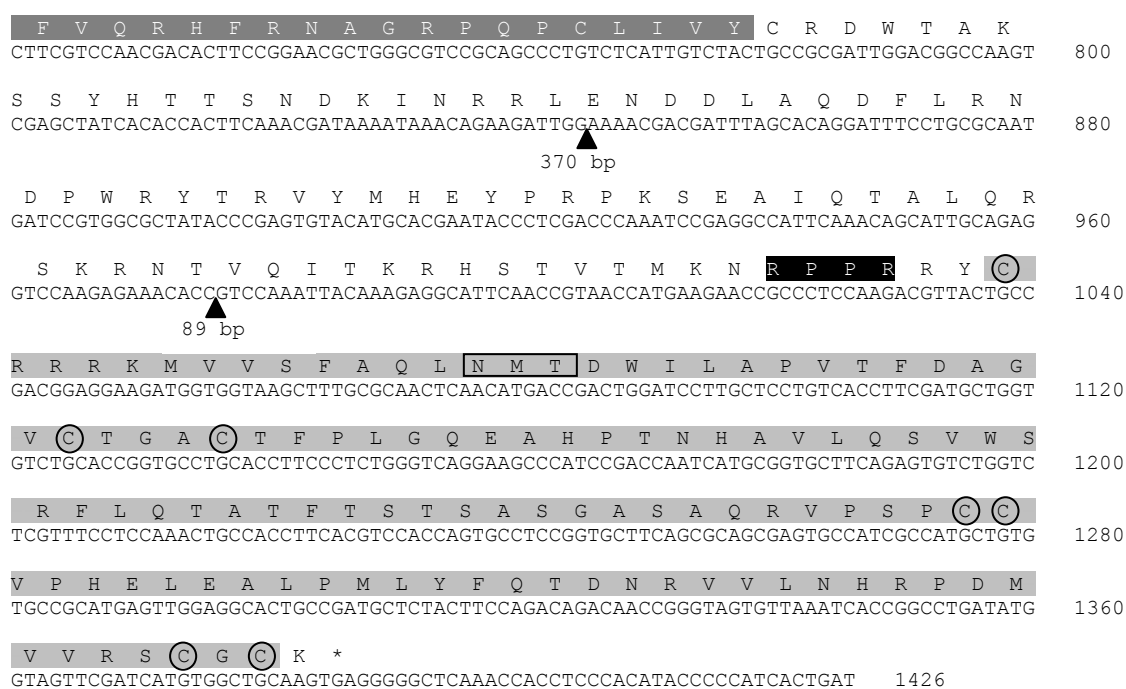 F V Q R H F R N A G R P Q P C L I V Y C R D W T A K
CTTCGTCCAACGACACTTCCGGAACGCTGGGCGTCCGCAGCCCTGTCTCATTGTCTACTGCCGCGATTGGACGGCCAAGT 800
S S Y H T T S N D K I N R R L E N D D L A Q D F L R N
CGAGCTATCACACCACTTCAAACGATAAAATAAACAGAAGATTGGAAAACGACGATTTAGCACAGGATTTCCTGCGCAAT 880
370 bp
D P W R Y T R V Y M H E Y P R P K S E A I Q T A L Q R
GATCCGTGGCGCTATACCCGAGTGTACATGCACGAATACCCTCGACCCAAATCCGAGGCCATTCAAACAGCATTGCAGAG 960
S K R N T V Q I T K R H S T V T M K N R P P R R Y C
GTCCAAGAGAAACACCGTCCAAATTACAAAGAGGCATTCAACCGTAACCATGAAGAACCGCCCTCCAAGACGTTACTGCC 1040
89 bp
R R R K M V V S F A Q L N M T D W I L A P V T F D A G
GACGGAGGAAGATGGTGGTAAGCTTTGCGCAACTCAACATGACCGACTGGATCCTTGCTCCTGTCACCTTCGATGCTGGT 1120
V C T G A C T F P L G Q E A H P T N H A V L Q S V W S
GTCTGCACCGGTGCCTGCACCTTCCCTCTGGGTCAGGAAGCCCATCCGACCAATCATGCGGTGCTTCAGAGTGTCTGGTC 1200
R F L Q T A T F T S T S A S G A S A Q R V P S P C C
TCGTTTCCTCCAAACTGCCACCTTCACGTCCACCAGTGCCTCCGGTGCTTCAGCGCAGCGAGTGCCATCGCCATGCTGTG 1280
V P H E L E A L P M L Y F Q T D N R V V L N H R P D M
TGCCGCATGAGTTGGAGGCACTGCCGATGCTCTACTTCCAGACAGACAACCGGGTAGTGTTAAATCACCGGCCTGATATG 1360
V V R S C G C K *
GTAGTTCGATCATGTGGCTGCAAGTGAGGGGGCTCAAACCACCTCCCACATACCCCCATCACTGAT 1426